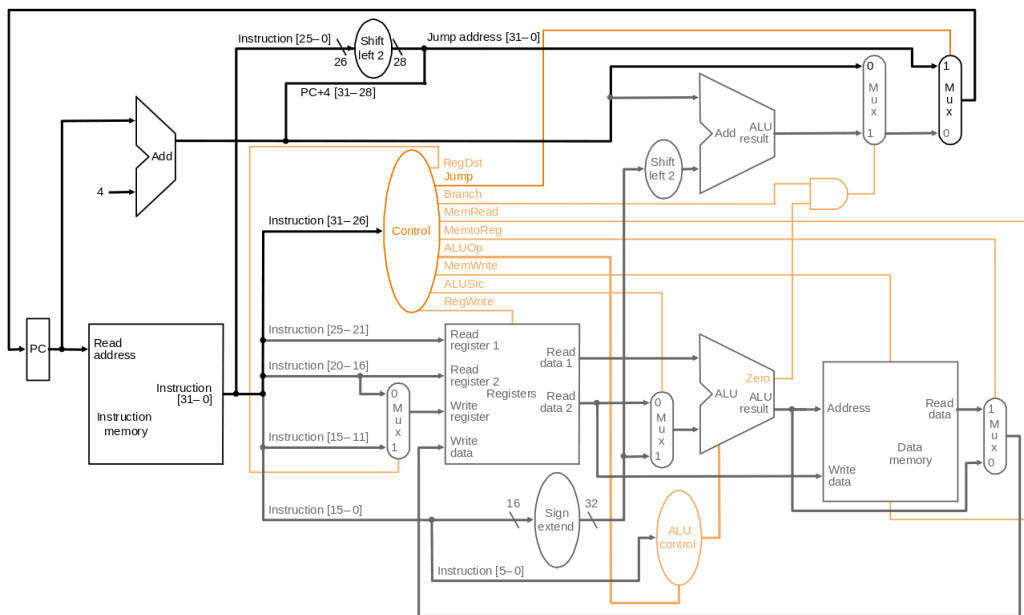 Instruction [25–0]
26
Shift
left 2
28
Jump address [31–0]
PC+4 [31–28]
Add
4
0
M
u
x
1
1
M
u
x
0
Add
ALU
result
Shift
left 2
RegDst
Jump
Branch
MemRead
MemtoReg
ALUOp
MemWrite
ALUSrc
RegWrite
Control
Instruction [31–26]
PC
Read
address
Instruction
[31–0]
Instruction
memory
Instruction [25–21]
Instruction [20–16]
Instruction [15–11]
Instruction [15–0]
0
M
u
x
1
Read
register 1
Read
register 2
Write
register
Write
data
Registers
Read
data 1
Read
data 2
0
M
u
x
1
Zero
ALU
ALU
result
Address
Write
data
Read
data
Data
memory
1
M
u
x
0
16
Sign
extend
32
ALU
control
Instruction [5–0]